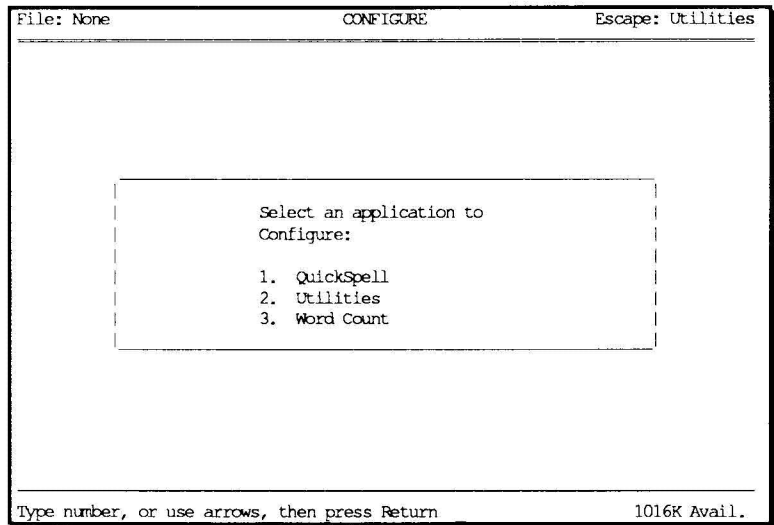 File: None CONFIGURE Escape: Utilities
Select an application to
Configure:
1. QuickSpell
2. Utilities
3. Word Count
Type number, or use arrows, then press Return _ 1016K Avail.